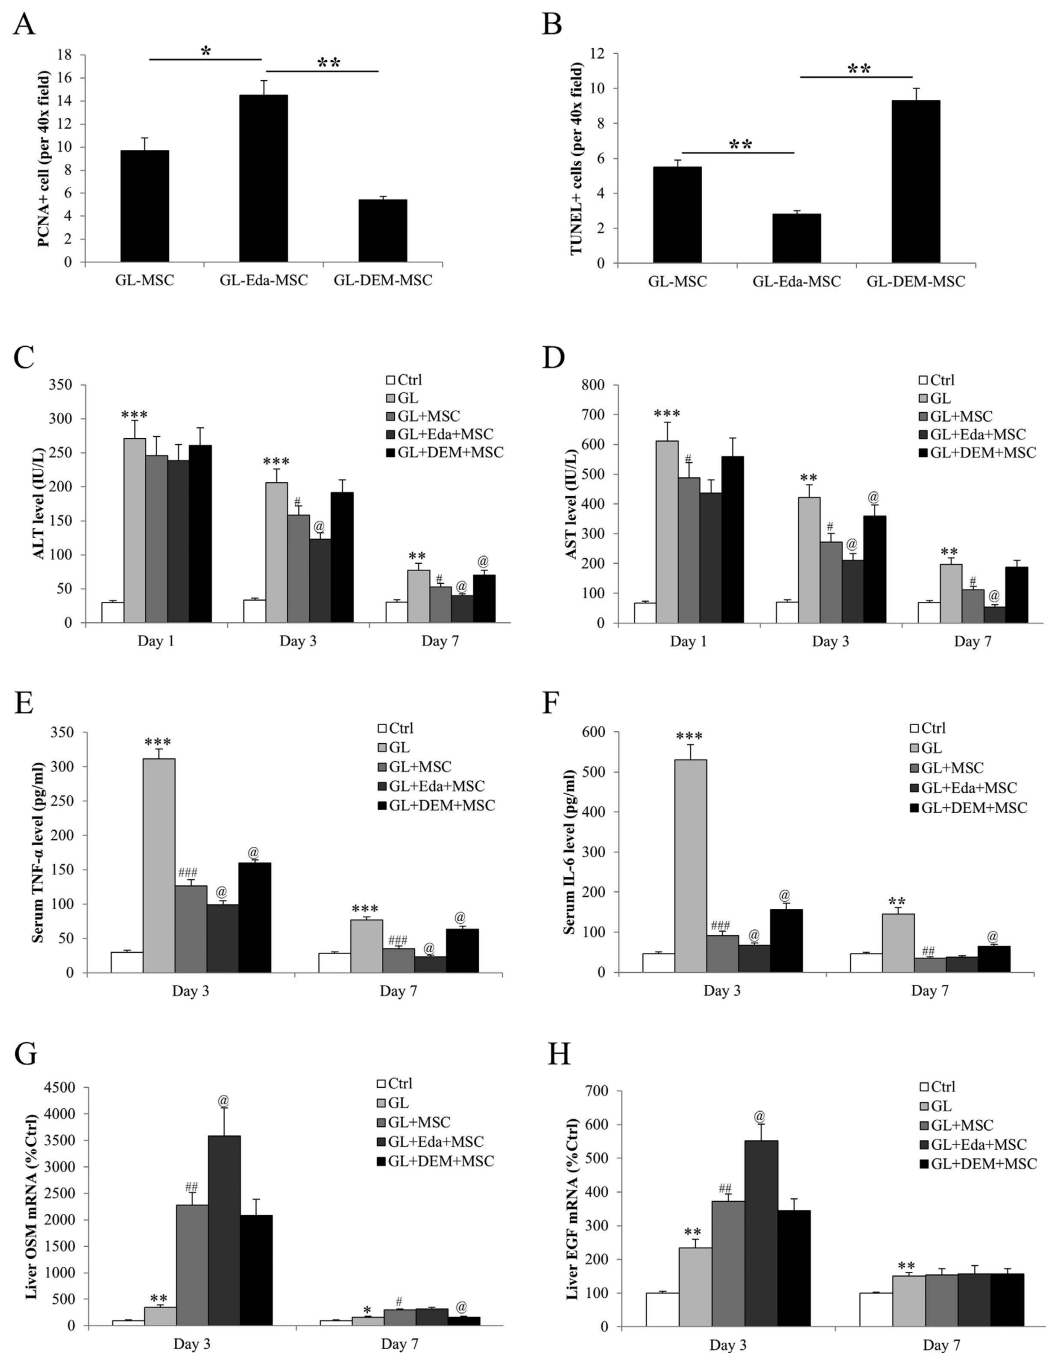 A
PCNA+ cell (per 40x field)
18
16
14
12
10
8
6
4
2
0
*
**
GL-MSC
GL-Eda-MSC
GL-DEM-MSC
B
TUNEL+ cells (per 40x field)
12
10
8
6
4
2
0
**
**
GL-MSC
GL-Eda-MSC
GL-DEM-MSC
C
ALT level (IU/L)
350
300
250
200
150
100
50
0
Ctrl
GL
GL+MSC
GL+Eda+MSC
GL+DEM+MSC
***
***
#
@
**
#
@
@
Day 1
Day 3
Day 7
D
AST level (IU/L)
800
700
600
500
400
300
200
100
0
Ctrl
GL
GL+MSC
GL+Eda+MSC
GL+DEM+MSC
***
#
**
#
@
@
**
#
@
Day 1
Day 3
Day 7
E
Serum TNF-α level (pg/ml)
350
300
250
200
150
100
50
0
Ctrl
GL
GL+MSC
GL+Eda+MSC
GL+DEM+MSC
***
###
@
@
***
###
@
@
Day 3
Day 7
F
Serum IL-6 level (pg/ml)
600
500
400
300
200
100
0
Ctrl
GL
GL+MSC
GL+Eda+MSC
GL+DEM+MSC
***
###
@
@
**
##
@
Day 3
Day 7
G
Liver OSM mRNA (%Ctrl)
4500
4000
3500
3000
2500
2000
1500
1000
500
0
Ctrl
GL
GL+MSC
GL+Eda+MSC
GL+DEM+MSC
**
##
@
*
#
@
Day 3
Day 7
H
Liver EGF mRNA (%Ctrl)
700
600
500
400
300
200
100
0
Ctrl
GL
GL+MSC
GL+Eda+MSC
GL+DEM+MSC
**
##
@
**
Day 3
Day 7